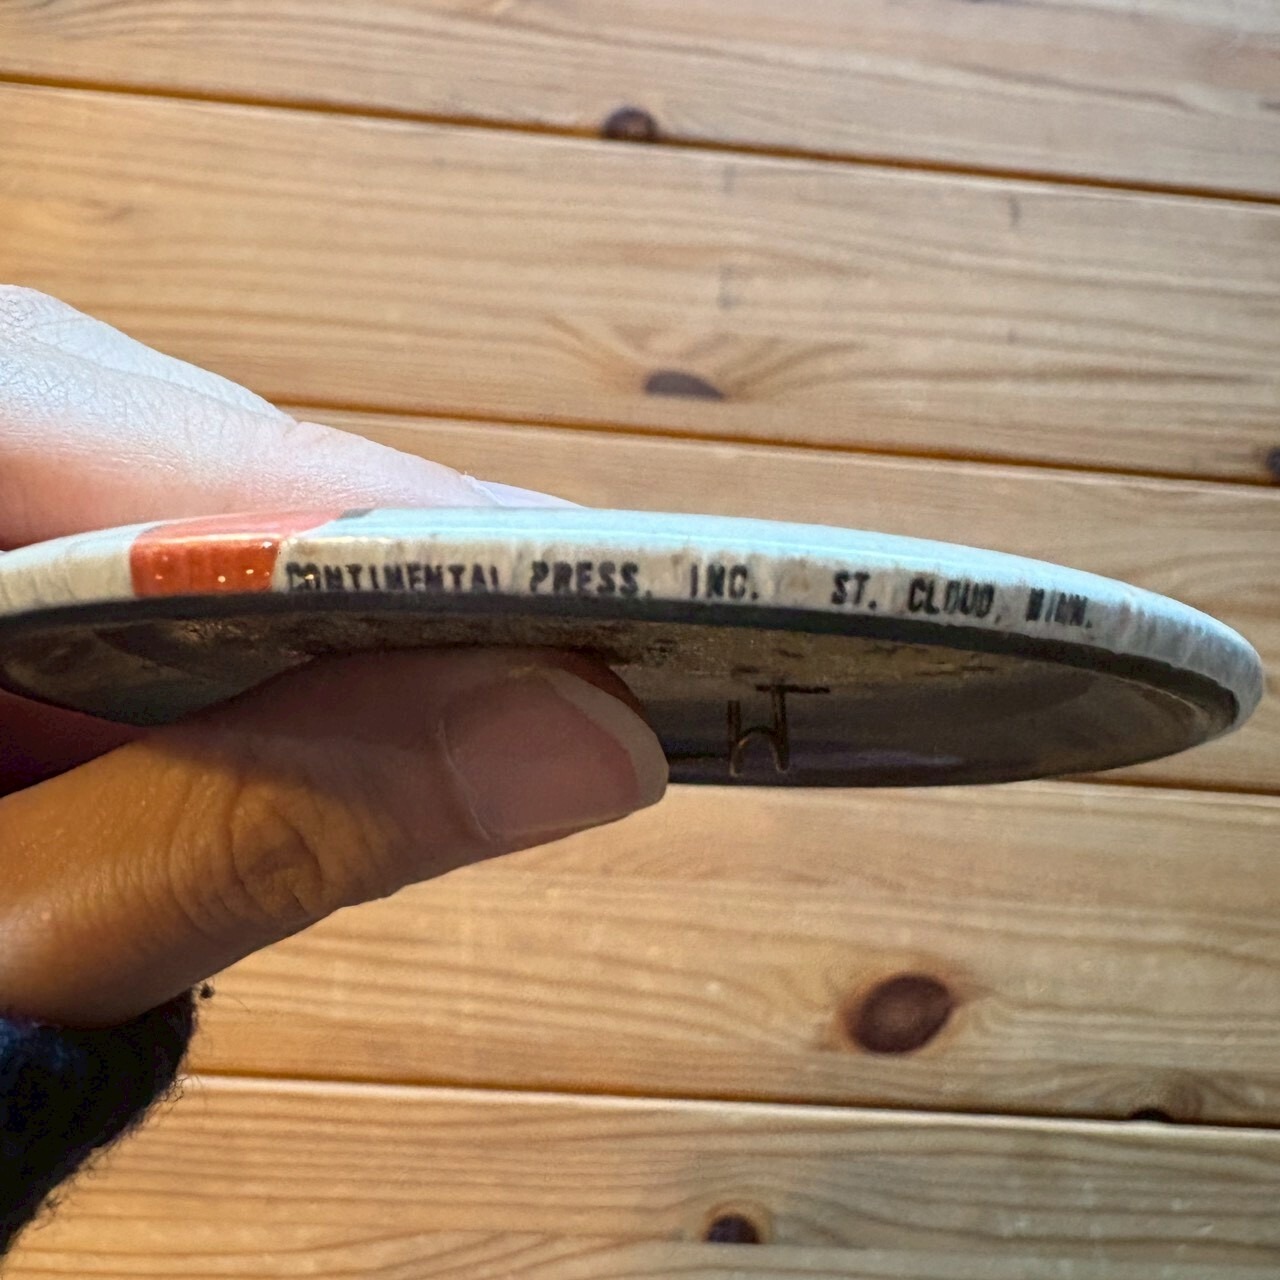 CONTINENTAL PRESS, INC. ST. CLOUD, MINN.